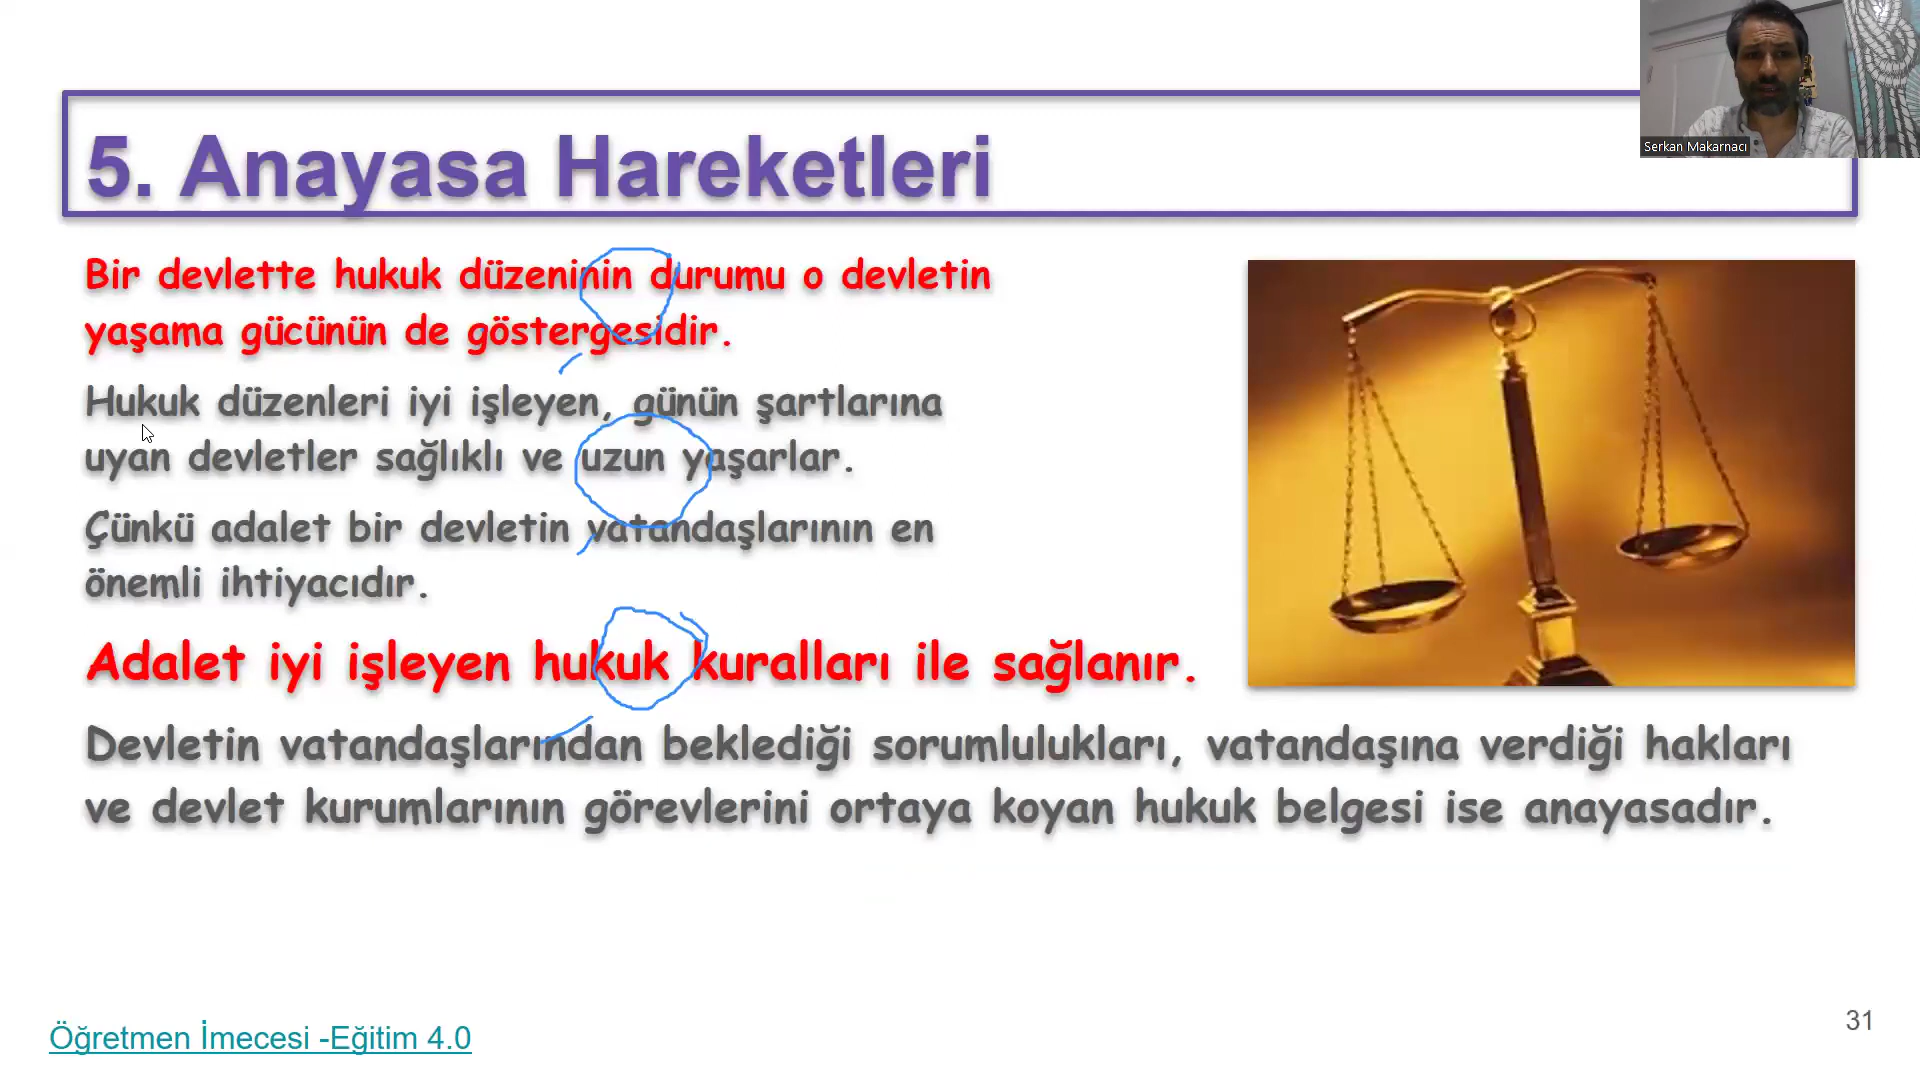 Serkan Makarnacı
5. Anayasa Hareketleri
Bir devlette hukuk düzeninin durumu o devletin
yaşama gücünün de göstergesidir.
Hukuk düzenleri iyi işleyen, günün şartlarına
uyan devletler sağlıklı ve uzun yaşarlar.
Çünkü adalet bir devletin vatandaşlarının en
önemli ihtiyacıdır.
Adalet iyi işleyen hukuk kuralları ile sağlanır.
Devletin vatandaşlarından beklediği sorumlulukları, vatandaşına verdiği hakları
ve devlet kurumlarının görevlerini ortaya koyan hukuk belgesi ise anayasadır.
Öğretmen İmecesi -Eğitim 4.0
31